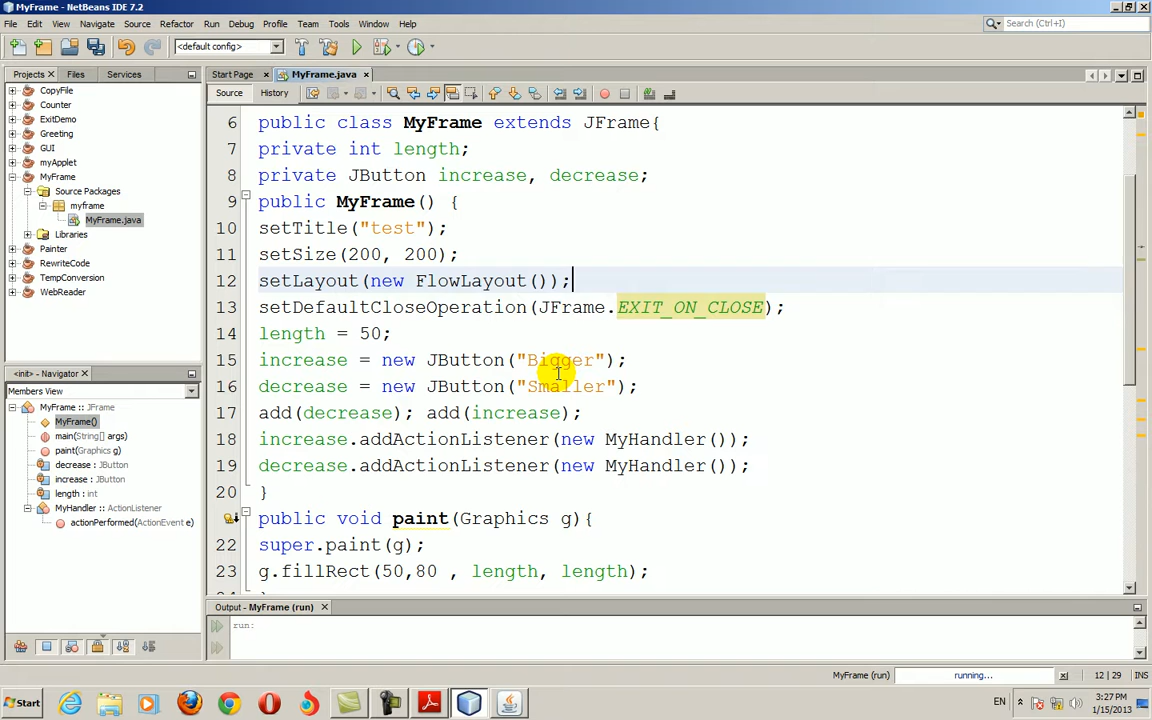 MyFrame - NetBeans IDE 7.2
File Edit View Navigate Source Refactor Run Debug Profile Team Tools Window Help
Search (Ctrl+I)
<default config>
Projects Files Services
Start Page MyFrame.java
Source History
CopyFile
Counter
ExitDemo
Greeting
GUI
myApplet
MyFrame
Source Packages
myframe
MyFrame.java
Libraries
Painter
RewriteCode
TempConversion
WebReader
6 public class MyFrame extends JFrame{
7 private int length;
8 private JButton increase, decrease;
9 public MyFrame() {
10 setTitle("test");
11 setSize(200, 200);
12 setLayout(new FlowLayout());
13 setDefaultCloseOperation(JFrame.EXIT_ON_CLOSE);
14 length = 50;
15 increase = new JButton("Bigger");
16 decrease = new JButton("Smaller");
17 add(decrease); add(increase);
18 increase.addActionListener(new MyHandler());
19 decrease.addActionListener(new MyHandler());
20 }
public void paint(Graphics g){
22 super.paint(g);
23 g.fillRect(50,80 , length, length);
<init> - Navigator
Members View
MyFrame :: JFrame
MyFrame()
main(String[] args)
paint(Graphics g)
decrease : JButton
increase : JButton
length : int
MyHandler :: ActionListener
actionPerformed(ActionEvent e)
Output - MyFrame (run)
run:
MyFrame (run) running... 12 | 29 INS
Start
EN
3:27 PM
1/15/2013